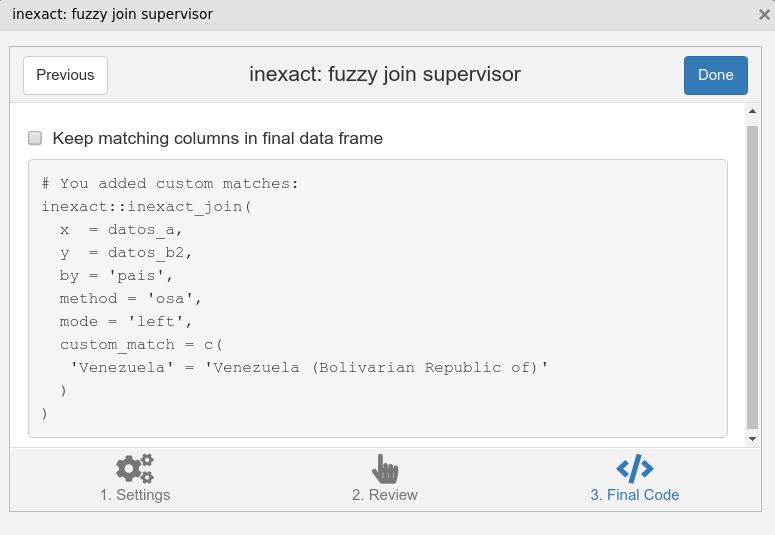 inexact: fuzzy join supervisor
Previous
inexact: fuzzy join supervisor
Done
Keep matching columns in final data frame
# You added custom matches:
inexact::inexact_join(
  x  = datos_a,
  y  = datos_b2,
  by = 'pais',
  method = 'osa',
  mode = 'left',
  custom_match = c(
   'Venezuela' = 'Venezuela (Bolivarian Republic of)'
  )
)
1. Settings
2. Review
3. Final Code